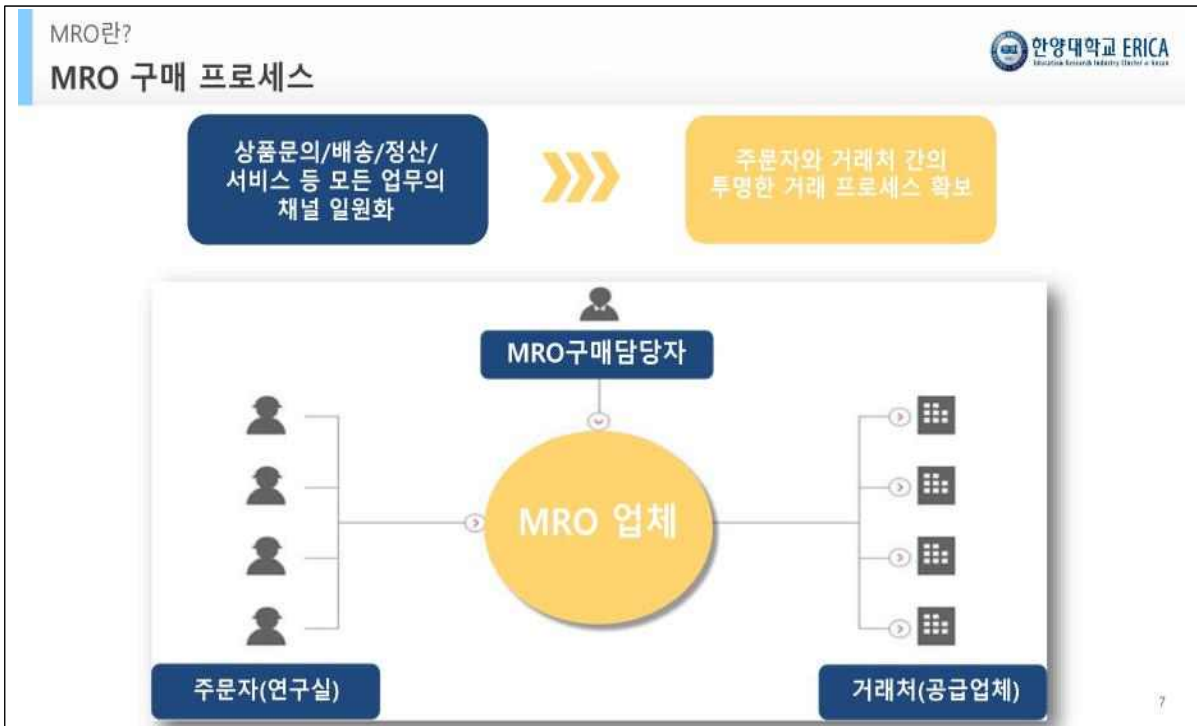 MRO란?
MRO 구매 프로세스
한양대학교 ERICA
상품문의/배송/정산/
서비스 등 모든 업무의
채널 일원화
주문자와 거래처 간의
투명한 거래 프로세스 확보
MRO구매담당자
MRO 업체
주문자(연구실)
거래처(공급업체)
7